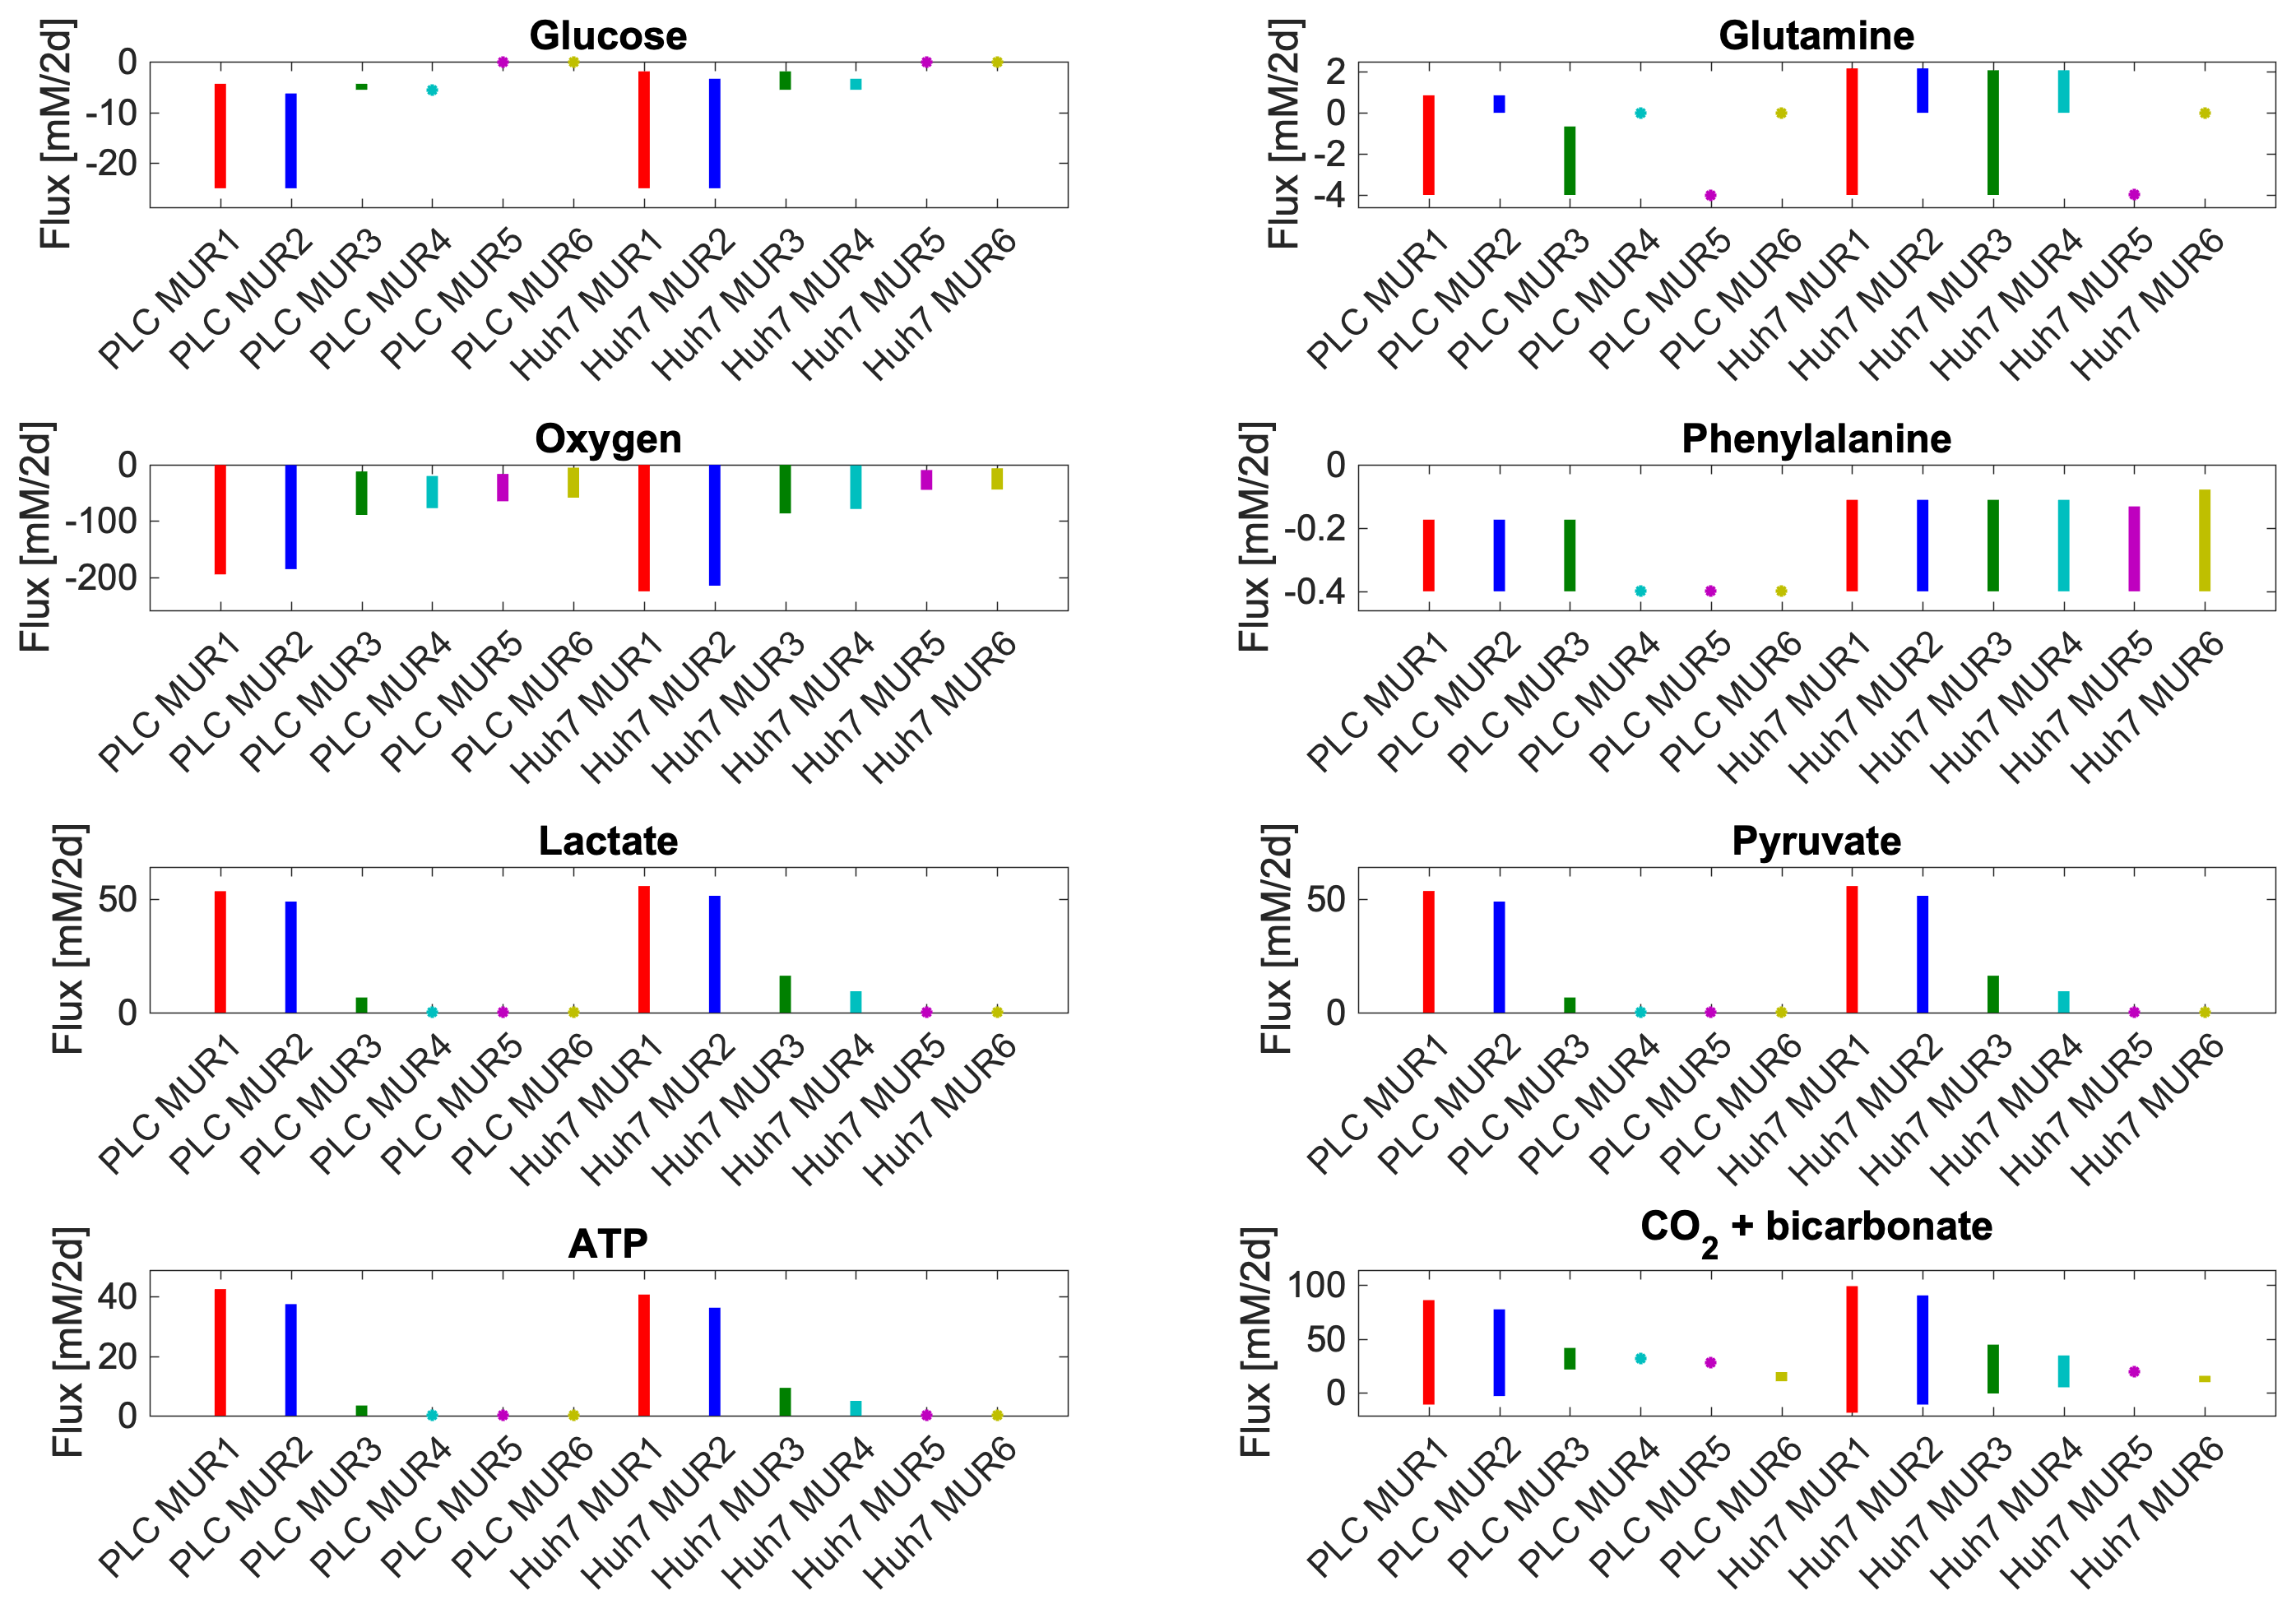 Glucose
Flux [mM/2d]
0
-10
-20
PLC MUR1
PLC MUR2
PLC MUR3
PLC MUR4
PLC MUR5
PLC MUR6
Huh7 MUR1
Huh7 MUR2
Huh7 MUR3
Huh7 MUR4
Huh7 MUR5
Huh7 MUR6
Glutamine
Flux [mM/2d]
2
0
-2
-4
PLC MUR1
PLC MUR2
PLC MUR3
PLC MUR4
PLC MUR5
PLC MUR6
Huh7 MUR1
Huh7 MUR2
Huh7 MUR3
Huh7 MUR4
Huh7 MUR5
Huh7 MUR6
Oxygen
Flux [mM/2d]
0
-100
-200
PLC MUR1
PLC MUR2
PLC MUR3
PLC MUR4
PLC MUR5
PLC MUR6
Huh7 MUR1
Huh7 MUR2
Huh7 MUR3
Huh7 MUR4
Huh7 MUR5
Huh7 MUR6
Phenylalanine
Flux [mM/2d]
0
-0.2
-0.4
PLC MUR1
PLC MUR2
PLC MUR3
PLC MUR4
PLC MUR5
PLC MUR6
Huh7 MUR1
Huh7 MUR2
Huh7 MUR3
Huh7 MUR4
Huh7 MUR5
Huh7 MUR6
Lactate
Flux [mM/2d]
50
0
PLC MUR1
PLC MUR2
PLC MUR3
PLC MUR4
PLC MUR5
PLC MUR6
Huh7 MUR1
Huh7 MUR2
Huh7 MUR3
Huh7 MUR4
Huh7 MUR5
Huh7 MUR6
Pyruvate
Flux [mM/2d]
50
0
PLC MUR1
PLC MUR2
PLC MUR3
PLC MUR4
PLC MUR5
PLC MUR6
Huh7 MUR1
Huh7 MUR2
Huh7 MUR3
Huh7 MUR4
Huh7 MUR5
Huh7 MUR6
ATP
Flux [mM/2d]
40
20
0
PLC MUR1
PLC MUR2
PLC MUR3
PLC MUR4
PLC MUR5
PLC MUR6
Huh7 MUR1
Huh7 MUR2
Huh7 MUR3
Huh7 MUR4
Huh7 MUR5
Huh7 MUR6
CO₂ + bicarbonate
Flux [mM/2d]
100
50
0
PLC MUR1
PLC MUR2
PLC MUR3
PLC MUR4
PLC MUR5
PLC MUR6
Huh7 MUR1
Huh7 MUR2
Huh7 MUR3
Huh7 MUR4
Huh7 MUR5
Huh7 MUR6